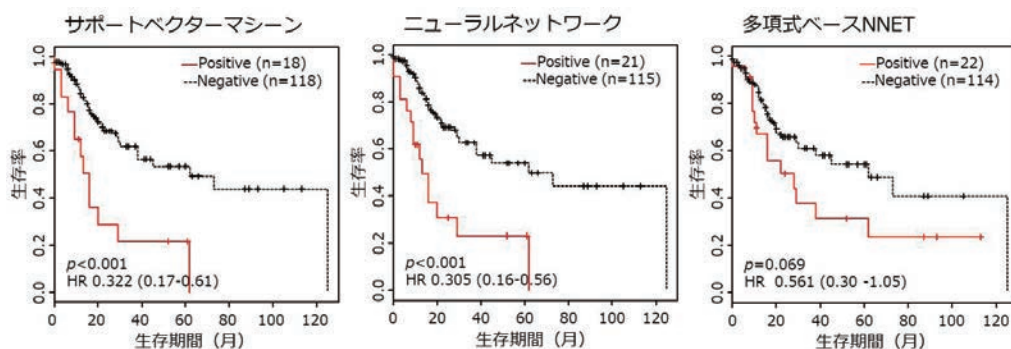 サポートベクターマシーン
生存率
1.0
0.8
0.6
0.4
0.2
0.0
Positive (n=18)
Negative (n=118)
p<0.001
HR 0.322 (0.17-0.61)
0 20 40 60 80 100 120
生存期間（月）
ニューラルネットワーク
生存率
1.0
0.8
0.6
0.4
0.2
0.0
Positive (n=21)
Negative (n=115)
p<0.001
HR 0.305 (0.16-0.56)
0 20 40 60 80 100 120
生存期間（月）
多項式ベースNNET
生存率
1.0
0.8
0.6
0.4
0.2
0.0
Positive (n=22)
Negative (n=114)
p=0.069
HR 0.561 (0.30 -1.05)
0 20 40 60 80 100 120
生存期間（月）